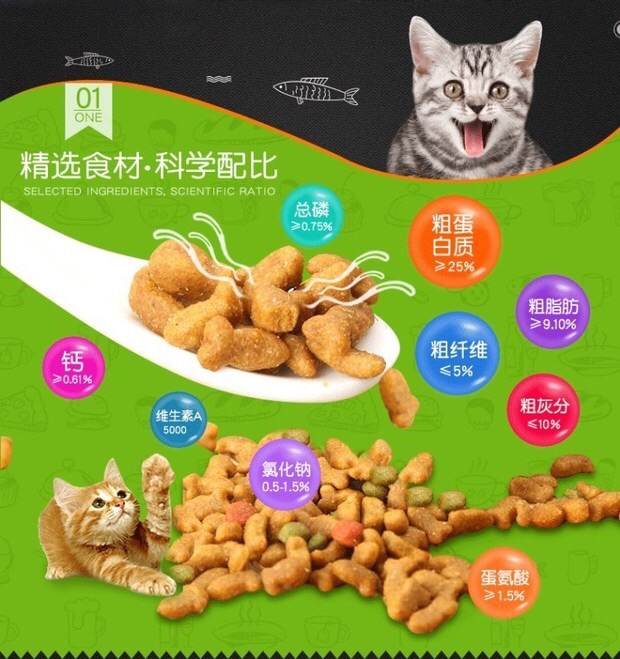 01
ONE
精选食材·科学配比
SELECTED INGREDIENTS, SCIENTIFIC RATIO
总磷
≥0.75%
粗蛋
白质
≥25%
粗脂肪
≥9.10%
粗纤维
≤5%
钙
≥0.61%
粗灰分
≤10%
维生素A
5000
氯化钠
0.5-1.5%
蛋氨酸
≥1.5%